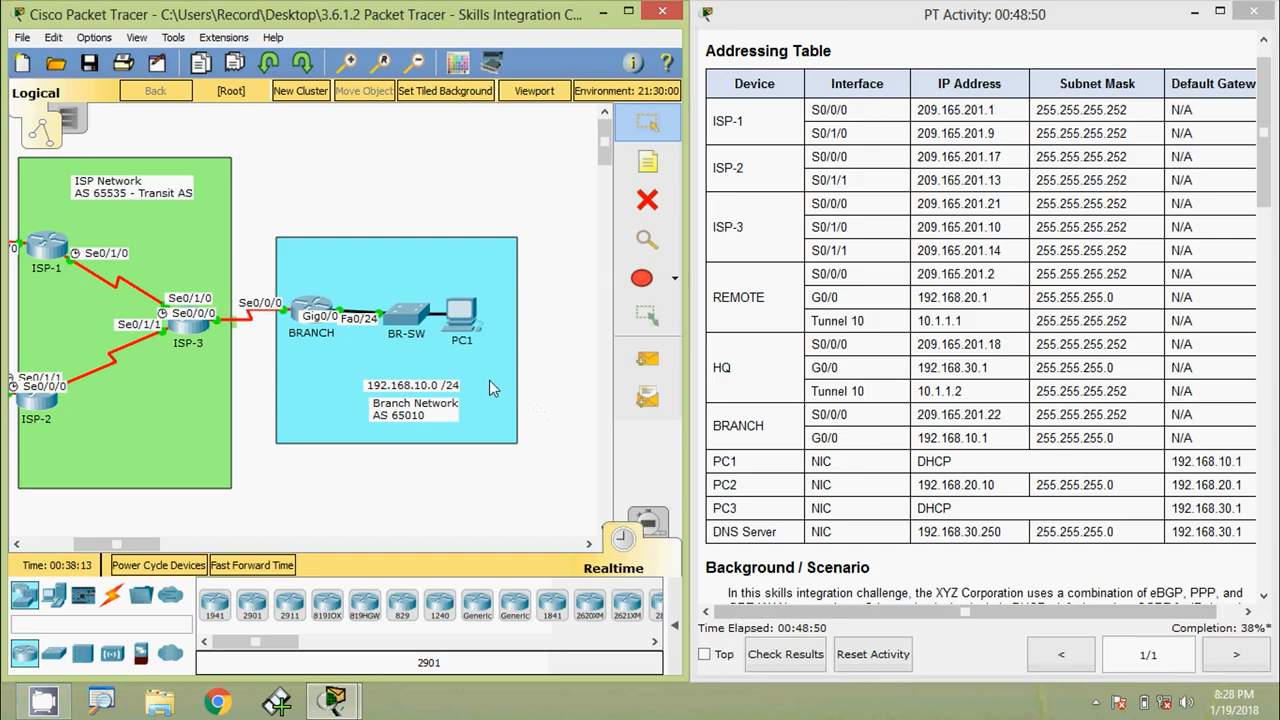 Cisco Packet Tracer - C:\Users\Record\Desktop\3.6.1.2 Packet Tracer - Skills Integration C...
File Edit Options View Tools Extensions Help
Logical Back [Root] New Cluster Move Object Set Tiled Background Viewport Environment: 21:30:00
ISP Network
AS 65535 - Transit AS
Se0/1/0
ISP-1
Se0/1/0
Se0/0/0
Se0/1/1
ISP-3
Se0/1/1
Se0/0/0
ISP-2
Se0/0/0
Gig0/0
Fa0/24
BRANCH
BR-SW
PC1
192.168.10.0 /24
Branch Network
AS 65010
Time: 00:38:13 Power Cycle Devices Fast Forward Time
Realtime
1941 2901 2911 819IOX 819HGW 829 1240 Generic Generic 1841 2620XM 2621XM
2901
PT Activity: 00:48:50
Addressing Table
Device Interface IP Address Subnet Mask Default Gatew
ISP-1
S0/0/0 209.165.201.1 255.255.255.252 N/A
S0/1/0 209.165.201.9 255.255.255.252 N/A
ISP-2
S0/0/0 209.165.201.17 255.255.255.252 N/A
S0/1/1 209.165.201.13 255.255.255.252 N/A
ISP-3
S0/0/0 209.165.201.21 255.255.255.252 N/A
S0/1/0 209.165.201.10 255.255.255.252 N/A
S0/1/1 209.165.201.14 255.255.255.252 N/A
REMOTE
S0/0/0 209.165.201.2 255.255.255.252 N/A
G0/0 192.168.20.1 255.255.255.0 N/A
Tunnel 10 10.1.1.1 255.255.255.252 N/A
HQ
S0/0/0 209.165.201.18 255.255.255.252 N/A
G0/0 192.168.30.1 255.255.255.0 N/A
Tunnel 10 10.1.1.2 255.255.255.252 N/A
BRANCH
S0/0/0 209.165.201.22 255.255.255.252 N/A
G0/0 192.168.10.1 255.255.255.0 N/A
PC1 NIC DHCP 192.168.10.1
PC2 NIC 192.168.20.10 255.255.255.0 192.168.20.1
PC3 NIC DHCP 192.168.30.1
DNS Server NIC 192.168.30.250 255.255.255.0 192.168.30.1
Background / Scenario
In this skills integration challenge, the XYZ Corporation uses a combination of eBGP, PPP, and
Time Elapsed: 00:48:50 Completion: 38%*
Top Check Results Reset Activity < 1/1 >
8:28 PM
1/19/2018